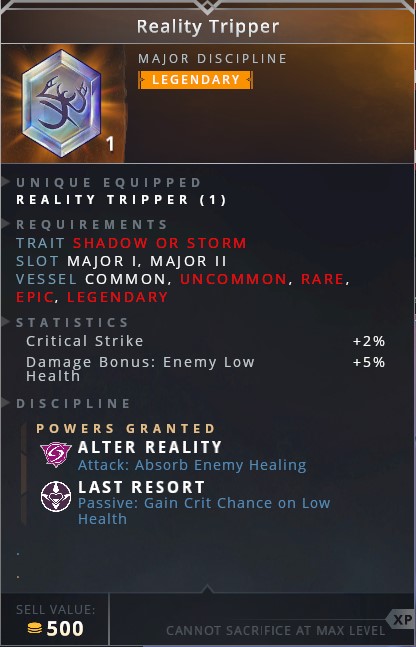 Reality Tripper
MAJOR DISCIPLINE
LEGENDARY
1
UNIQUE EQUIPPED
REALITY TRIPPER (1)
REQUIREMENTS
TRAIT SHADOW OR STORM
SLOT MAJOR I, MAJOR II
VESSEL COMMON, UNCOMMON, RARE,
EPIC, LEGENDARY
STATISTICS
Critical Strike +2%
Damage Bonus: Enemy Low +5%
Health
DISCIPLINE
POWERS GRANTED
ALTER REALITY
Attack: Absorb Enemy Healing
LAST RESORT
Passive: Gain Crit Chance on Low
Health
.
.
SELL VALUE:
500
CANNOT SACRIFICE AT MAX LEVEL
XP